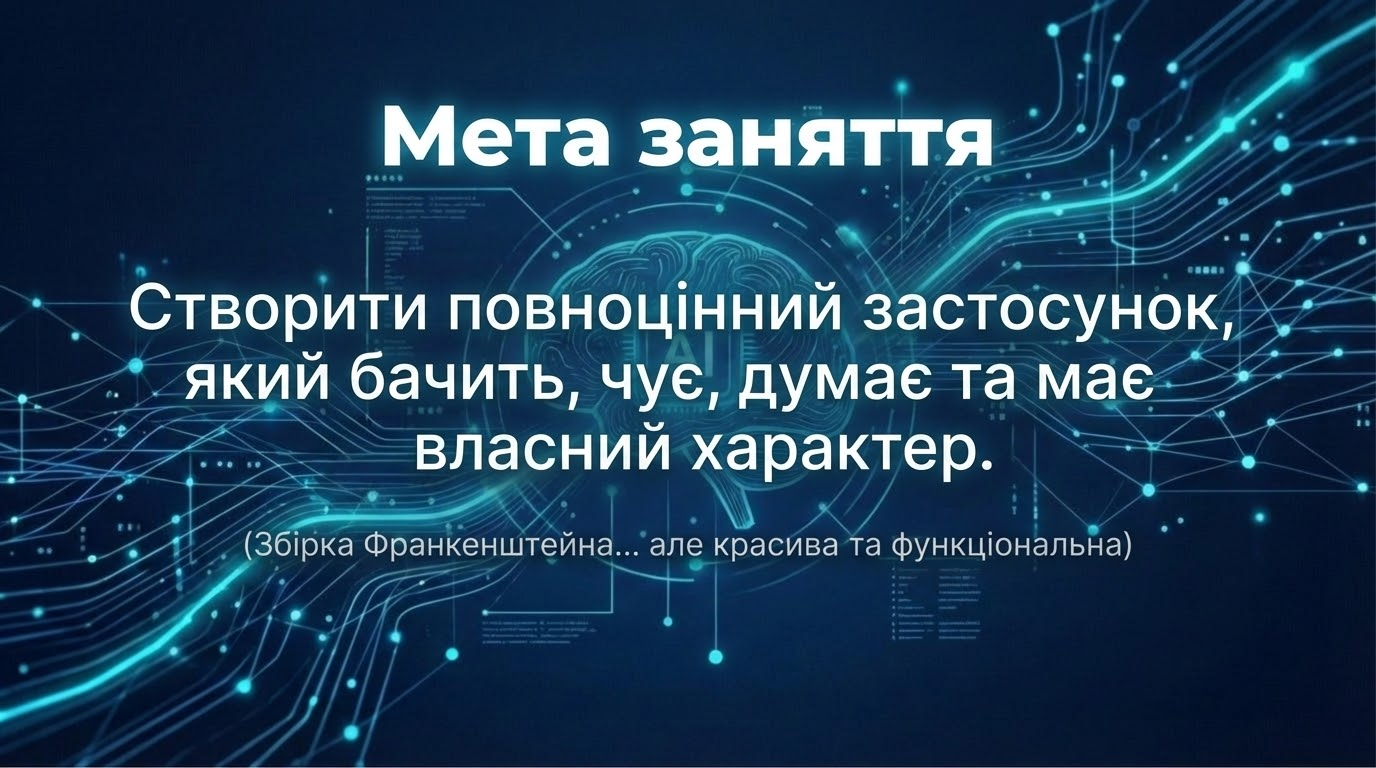 Мета заняття
Створити повноцінний застосунок,
який бачить, чує, думає та має
власний характер.
AI
(Збірка Франкенштейна... але красива та функціональна)